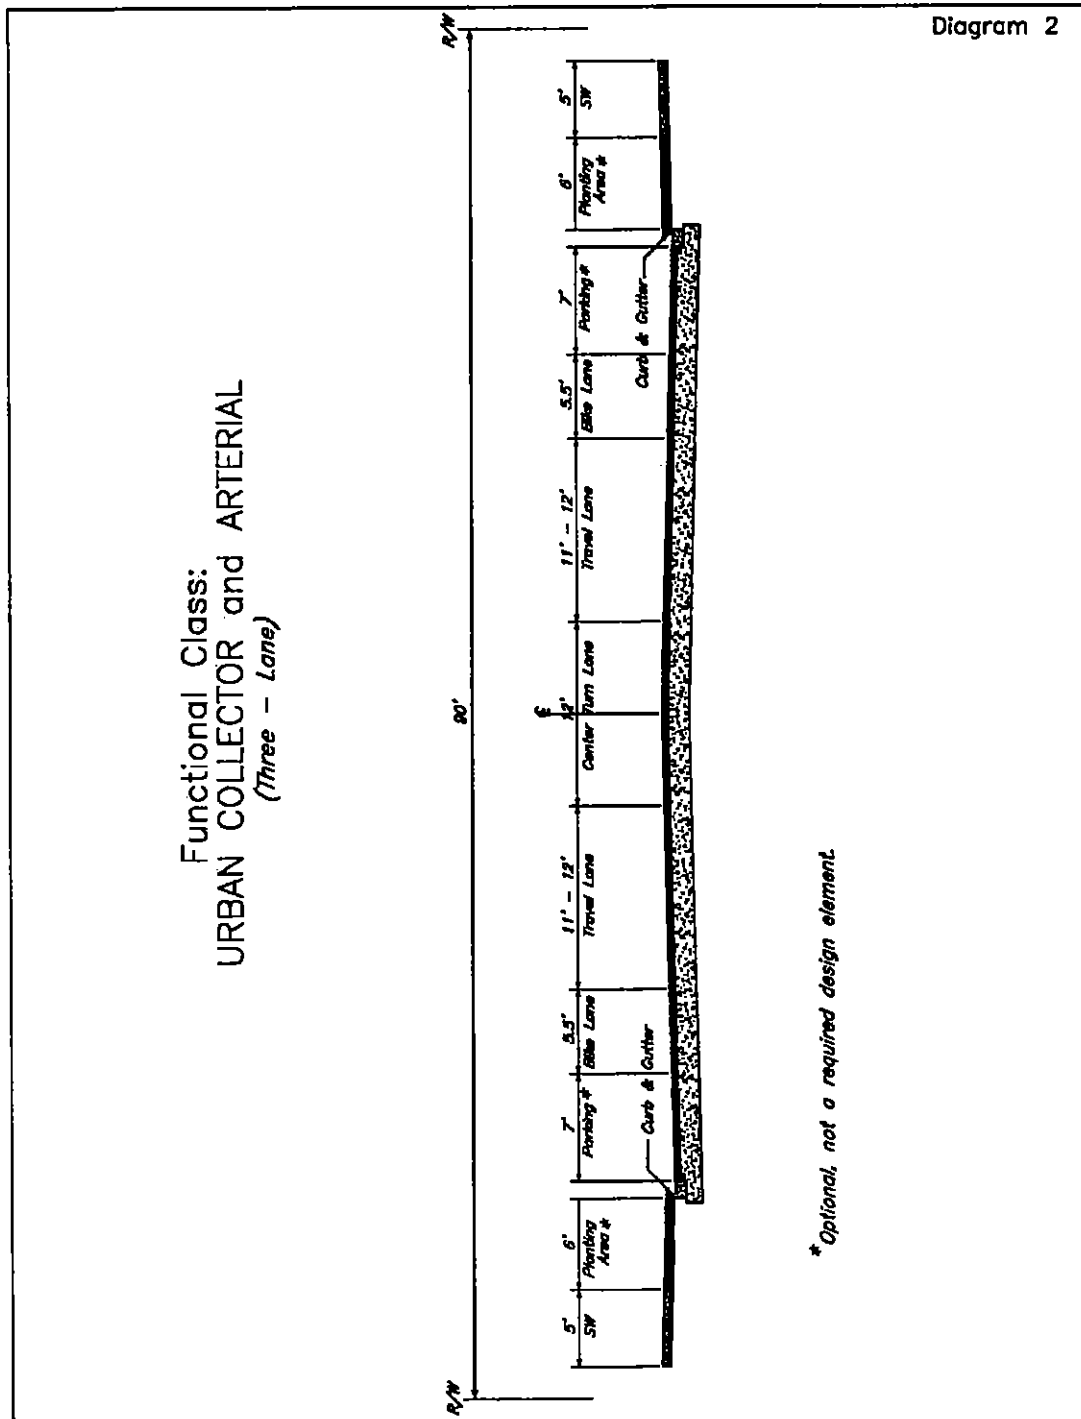 Diagram 2
Functional Class:
URBAN COLLECTOR and ARTERIAL
(Three - Lane)
R/W
90'
R/W
5'
SW
6'
Planting
Area *
7'
Parking *
5.5'
Bike Lane
11' - 12'
Travel Lane
℄
12'
Center Turn Lane
11' - 12'
Travel Lane
5.5'
Bike Lane
7'
Parking *
6'
Planting
Area *
5'
SW
Curb & Gutter
Curb & Gutter
* Optional, not a required design element.